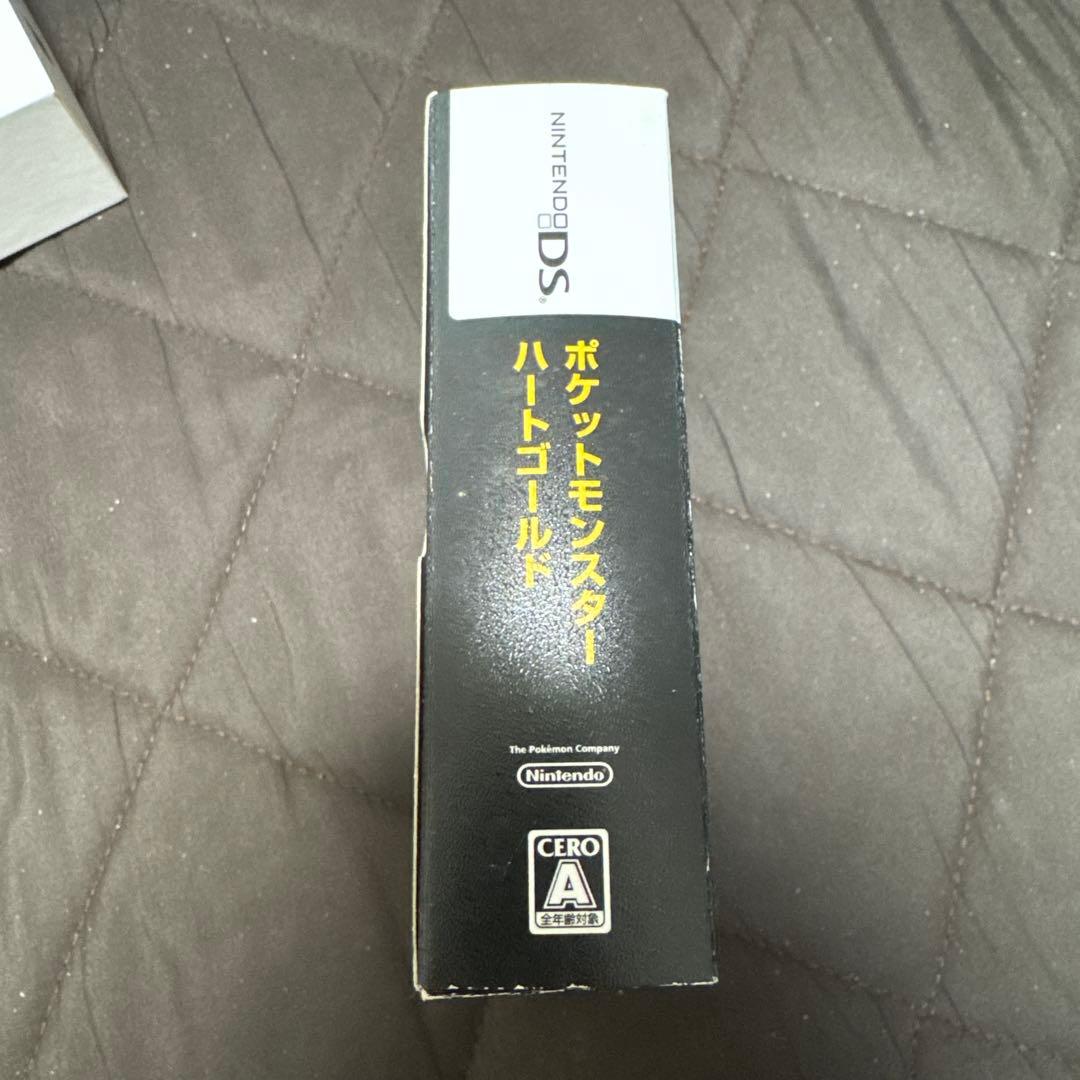 NINTENDO DS®
ポケットモンスター
ハートゴールド
The Pokémon Company
Nintendo®
CERO
A
全年齢対象